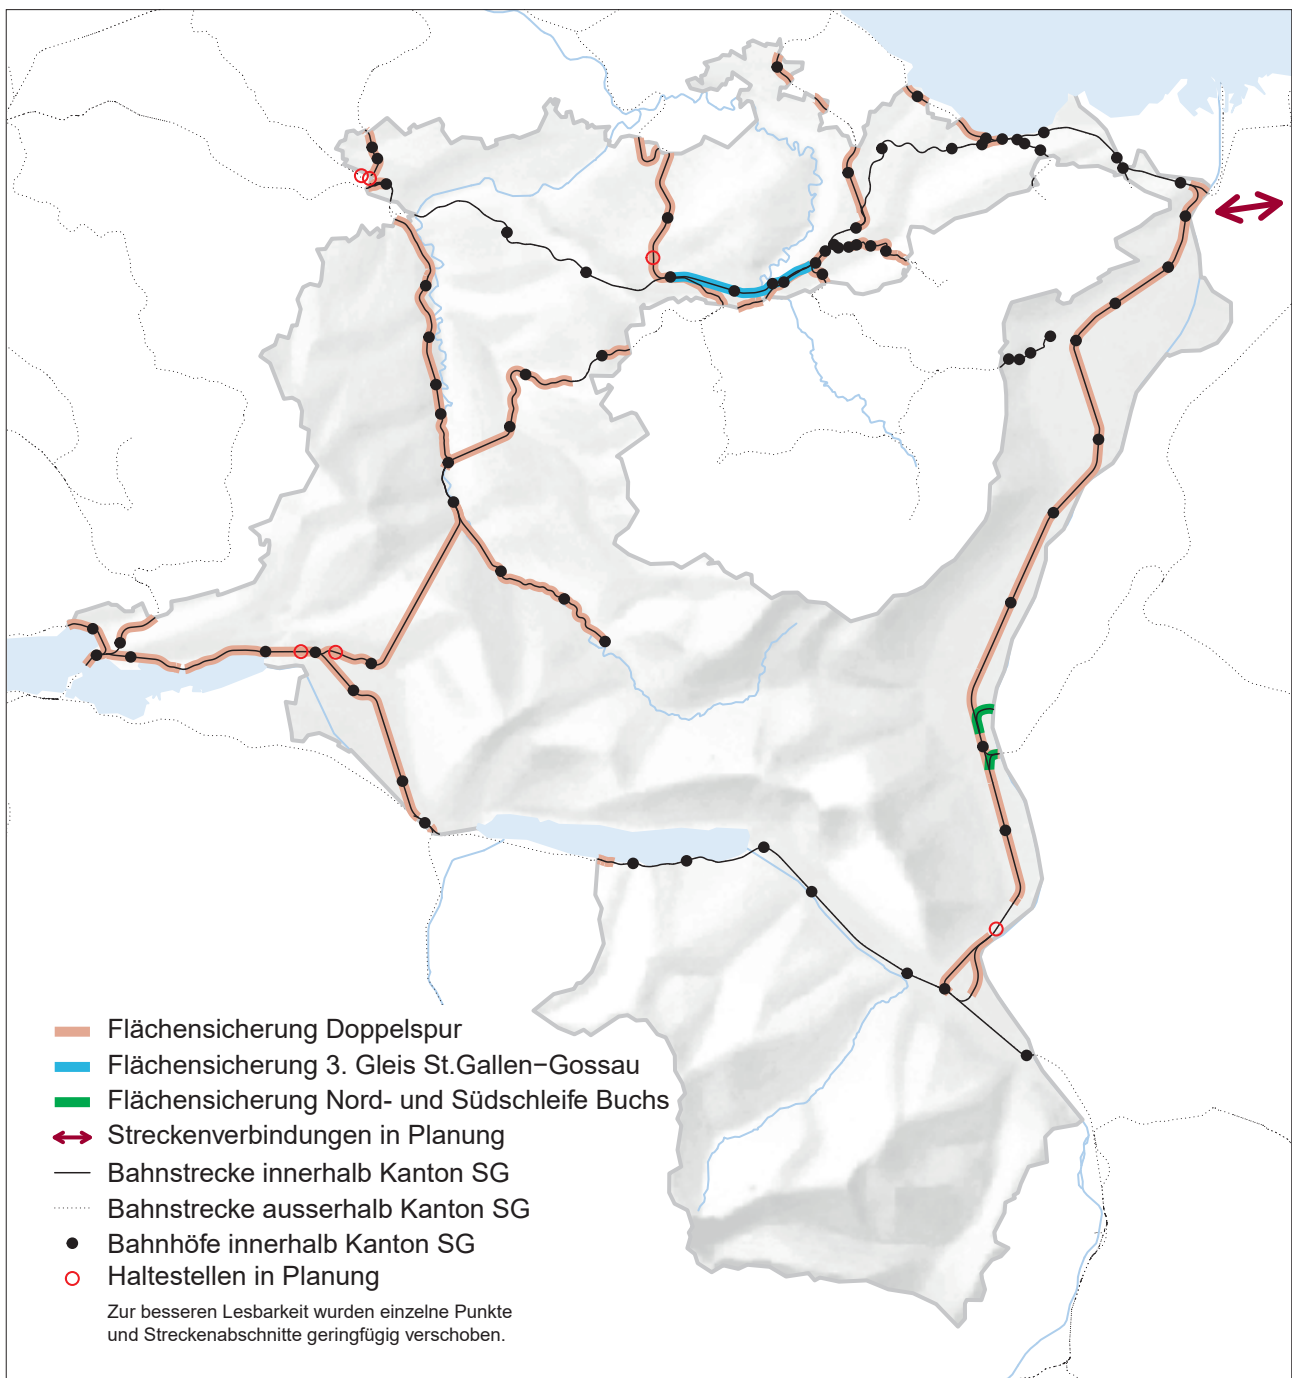 Flächensicherung Doppelspur
Flächensicherung 3. Gleis St.Gallen−Gossau
Flächensicherung Nord- und Südschleife Buchs
Streckenverbindungen in Planung
Bahnstrecke innerhalb Kanton SG
Bahnstrecke ausserhalb Kanton SG
Bahnhöfe innerhalb Kanton SG
Haltestellen in Planung
Zur besseren Lesbarkeit wurden einzelne Punkte
und Streckenabschnitte geringfügig verschoben.